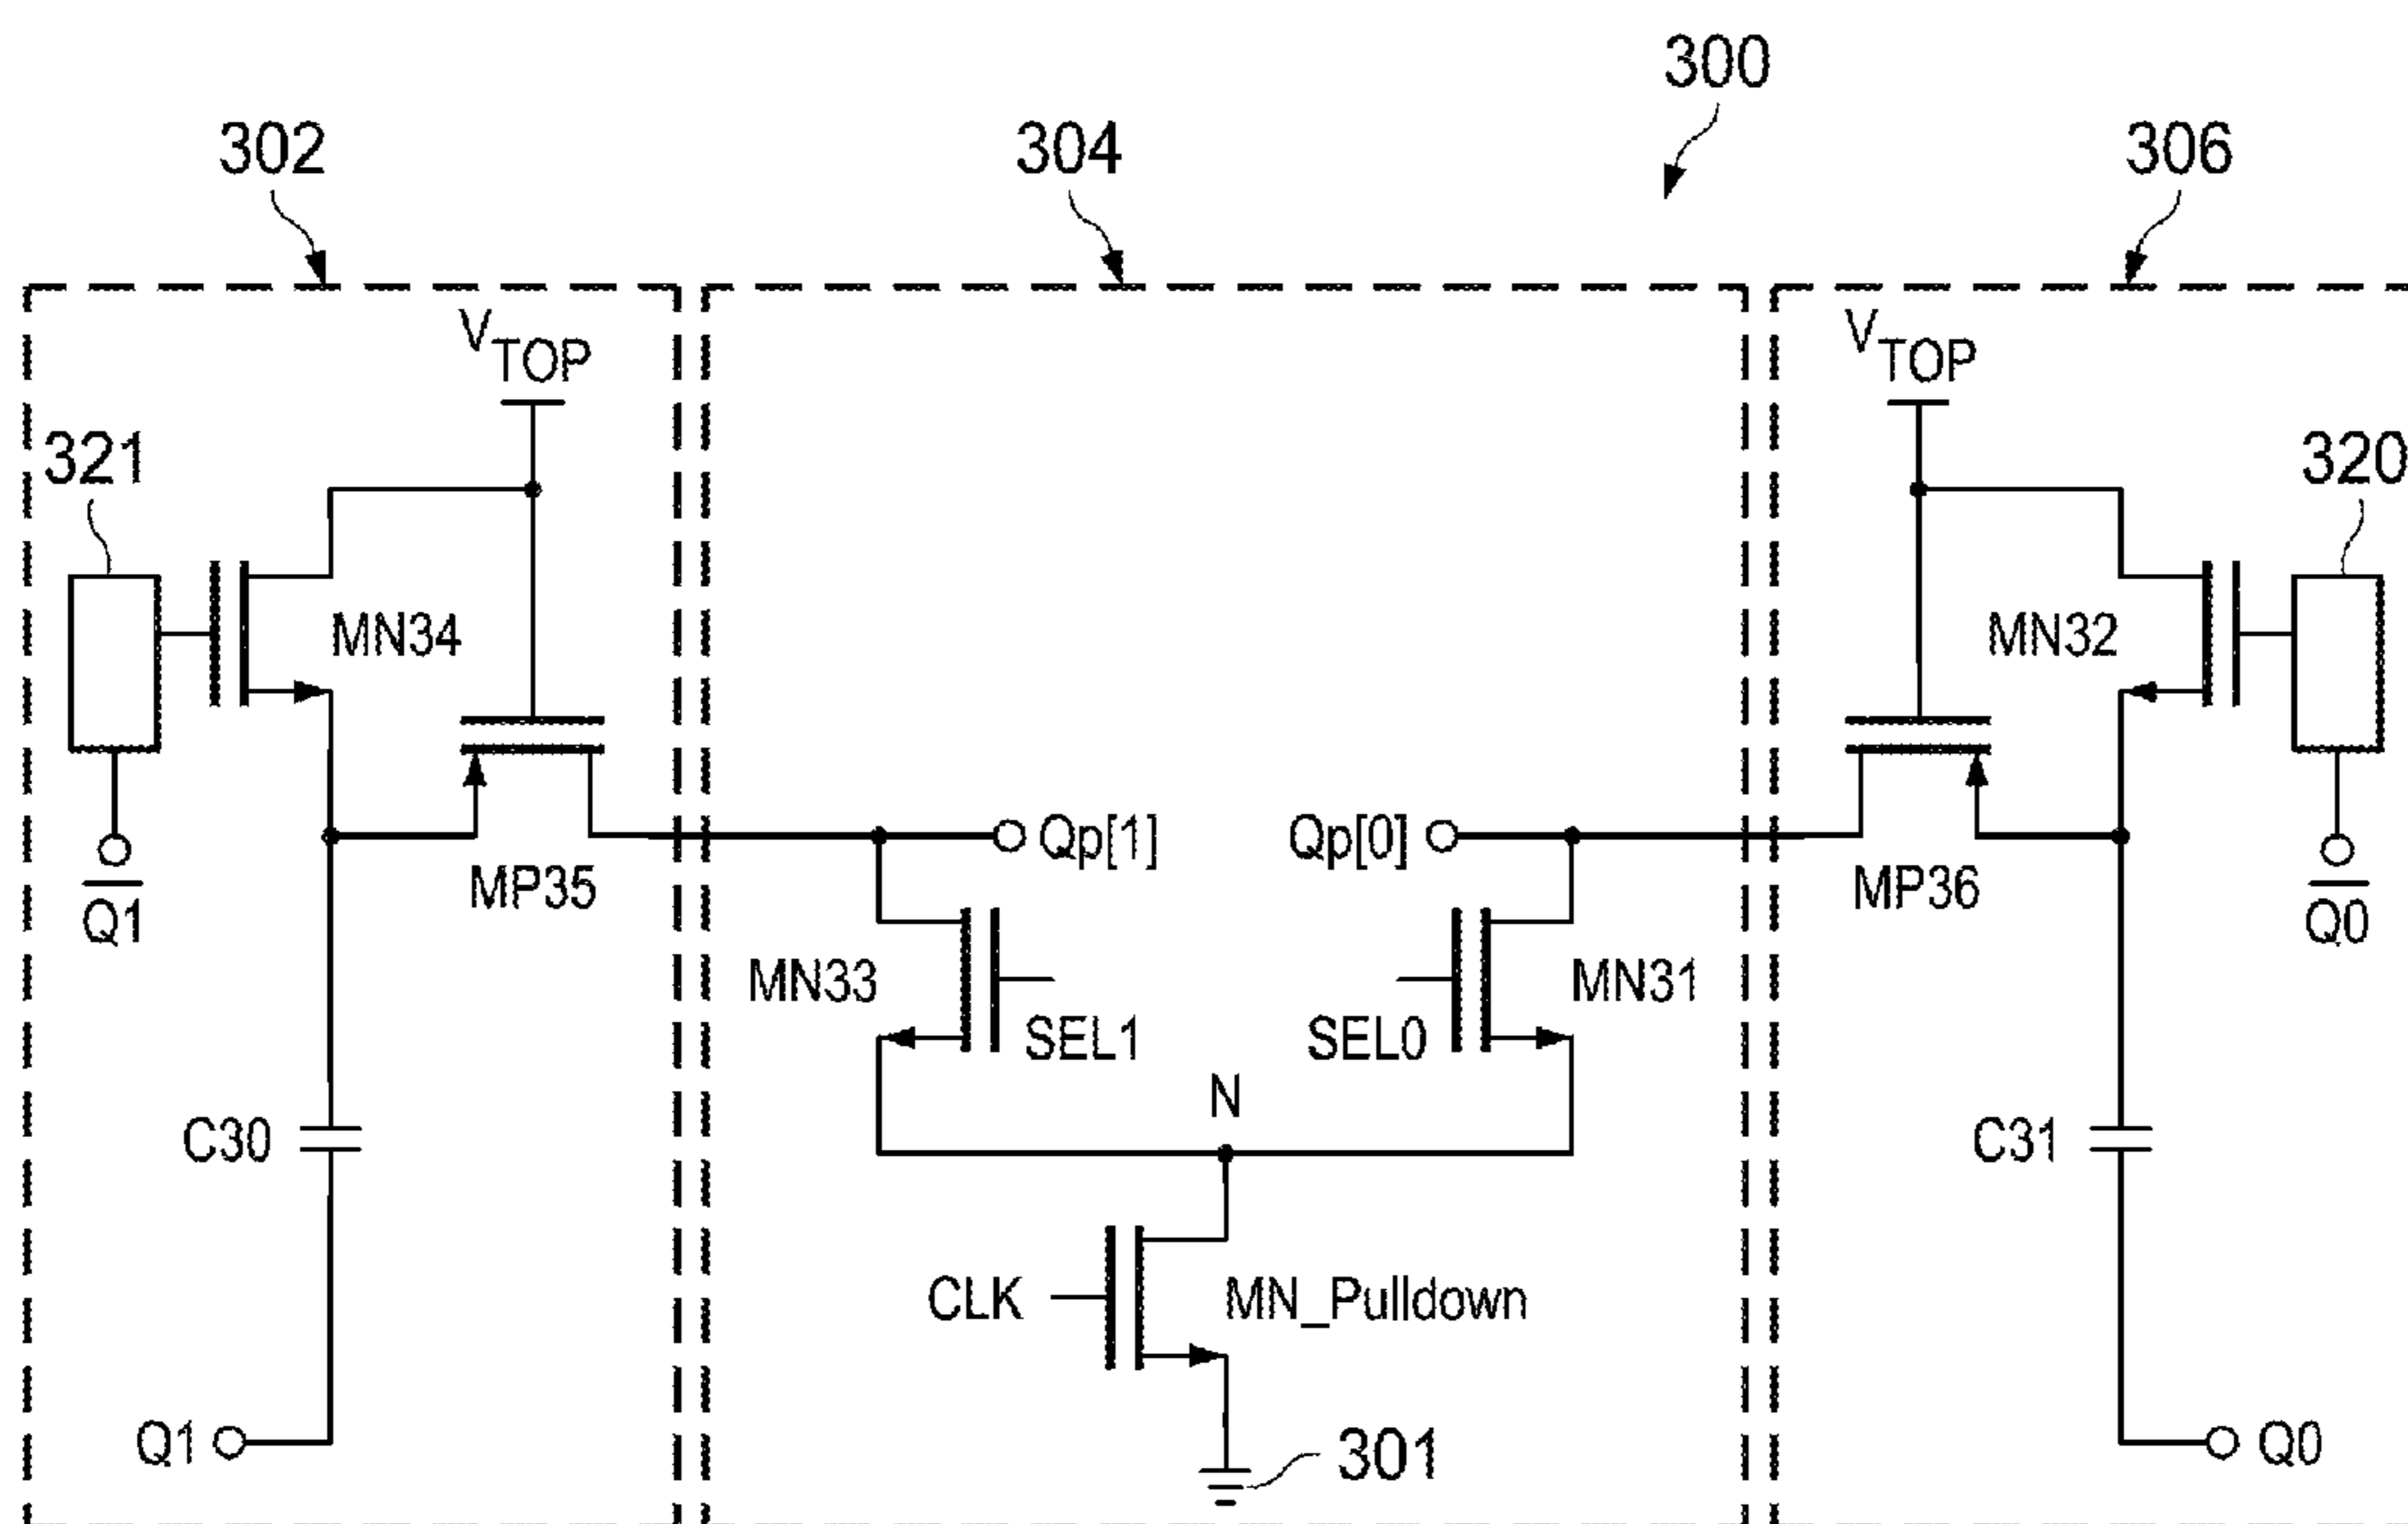 300
302
304
306
VTOP
VTOP
321
320
MN34
MN32
Qp[1]
Qp[0]
MP35
MP36
Q1
Q0
MN33
MN31
SEL1
SEL0
N
C30
C31
CLK
MN_Pulldown
Q1
301
Q0